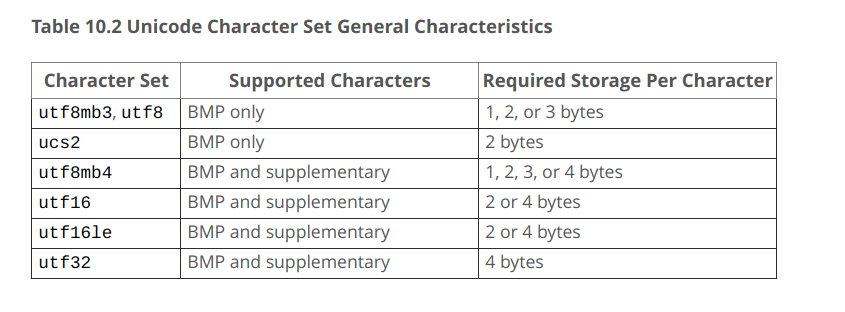 Table 10.2 Unicode Character Set General Characteristics
Character Set Supported Characters Required Storage Per Character
utf8mb3, utf8 BMP only 1, 2, or 3 bytes
ucs2 BMP only 2 bytes
utf8mb4 BMP and supplementary 1, 2, 3, or 4 bytes
utf16 BMP and supplementary 2 or 4 bytes
utf16le BMP and supplementary 2 or 4 bytes
utf32 BMP and supplementary 4 bytes